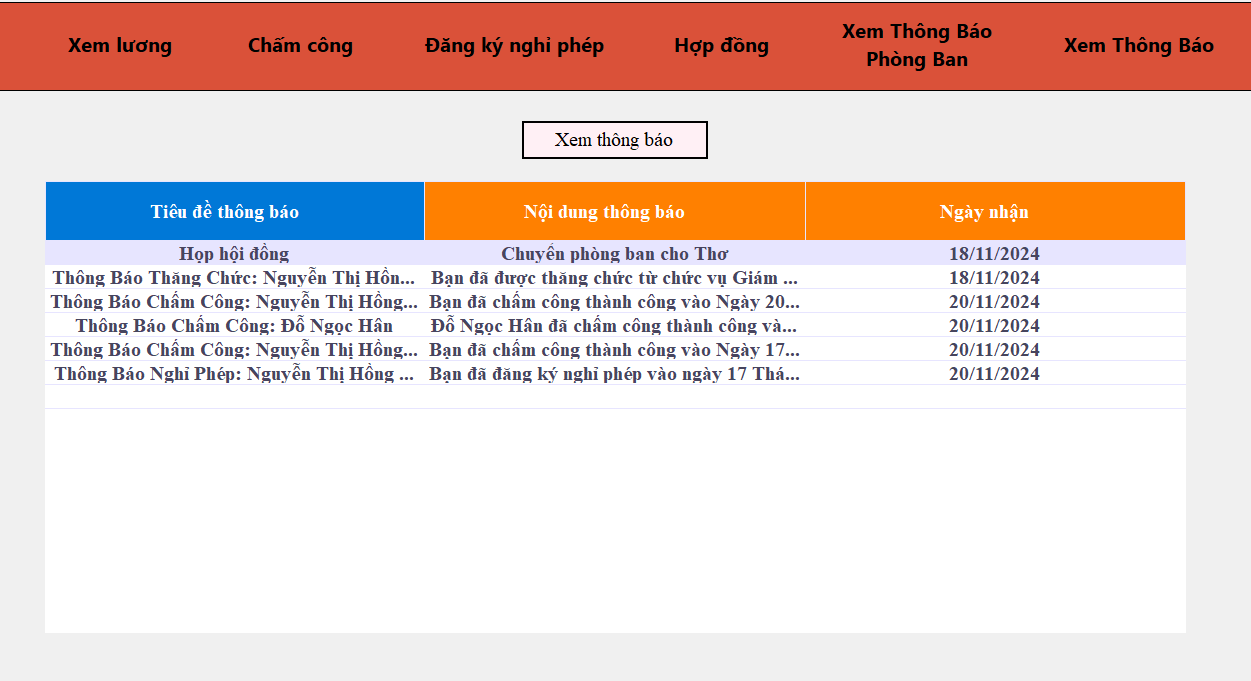 Xem lương
Chấm công
Đăng ký nghỉ phép
Hợp đồng
Xem Thông Báo
Phòng Ban
Xem Thông Báo
Xem thông báo
Tiêu đề thông báo Nội dung thông báo Ngày nhận
Họp hội đồng Chuyển phòng ban cho Thơ 18/11/2024
Thông Báo Thăng Chức: Nguyễn Thị Hồn... Bạn đã được thăng chức từ chức vụ Giám ... 18/11/2024
Thông Báo Chấm Công: Nguyễn Thị Hồng... Bạn đã chấm công thành công vào Ngày 20... 20/11/2024
Thông Báo Chấm Công: Đỗ Ngọc Hân Đỗ Ngọc Hân đã chấm công thành công và... 20/11/2024
Thông Báo Chấm Công: Nguyễn Thị Hồng... Bạn đã chấm công thành công vào Ngày 17... 20/11/2024
Thông Báo Nghỉ Phép: Nguyễn Thị Hồng ... Bạn đã đăng ký nghỉ phép vào ngày 17 Thá... 20/11/2024